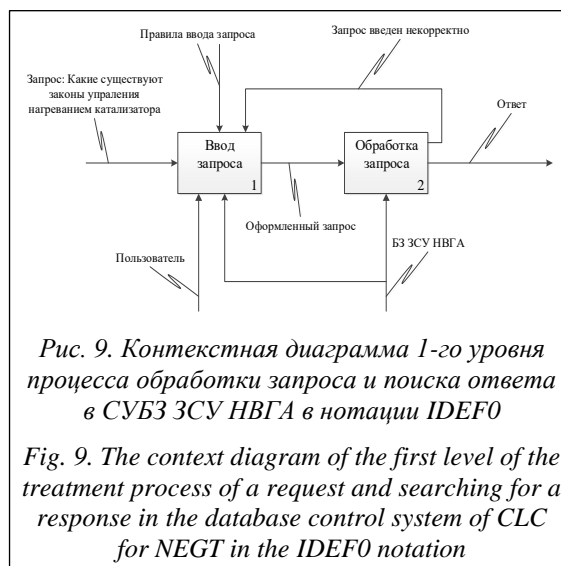 Правила ввода запроса
Запрос введен некорректно
Запрос: Какие существуют
законы упраления
нагреванием катализатора
Ответ
Ввод
запроса
1
Обработка
запроса
2
Оформленный запрос
Пользователь
БЗ ЗСУ НВГА
Рис. 9. Контекстная диаграмма 1-го уровня
процесса обработки запроса и поиска ответа
в СУБЗ ЗСУ НВГА в нотации IDEF0
Fig. 9. The context diagram of the first level of the
treatment process of a request and searching for a
response in the database control system of CLC
for NEGT in the IDEF0 notation